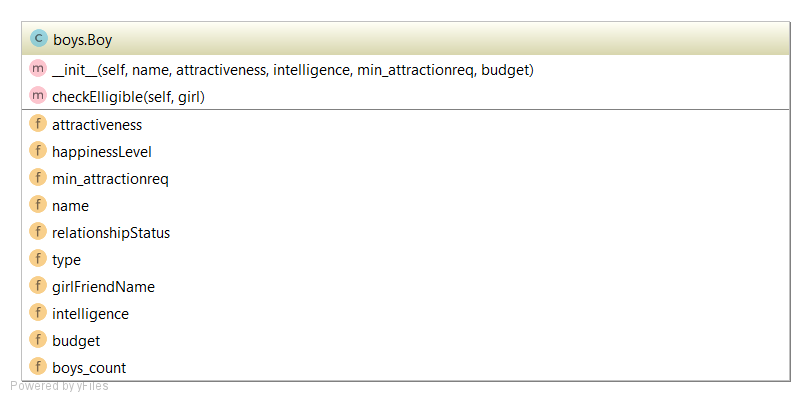 C boys.Boy
m __init__(self, name, attractiveness, intelligence, min_attractionreq, budget)
m checkElligible(self, girl)
f attractiveness
f happinessLevel
f min_attractionreq
f name
f relationshipStatus
f type
f girlFriendName
f intelligence
f budget
f boys_count
Powered by yFiles